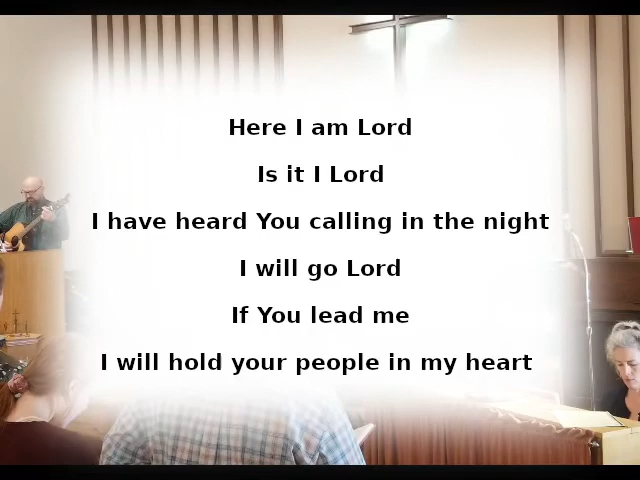 Here I am Lord
Is it I Lord
I have heard You calling in the night
I will go Lord
If You lead me
I will hold your people in my heart